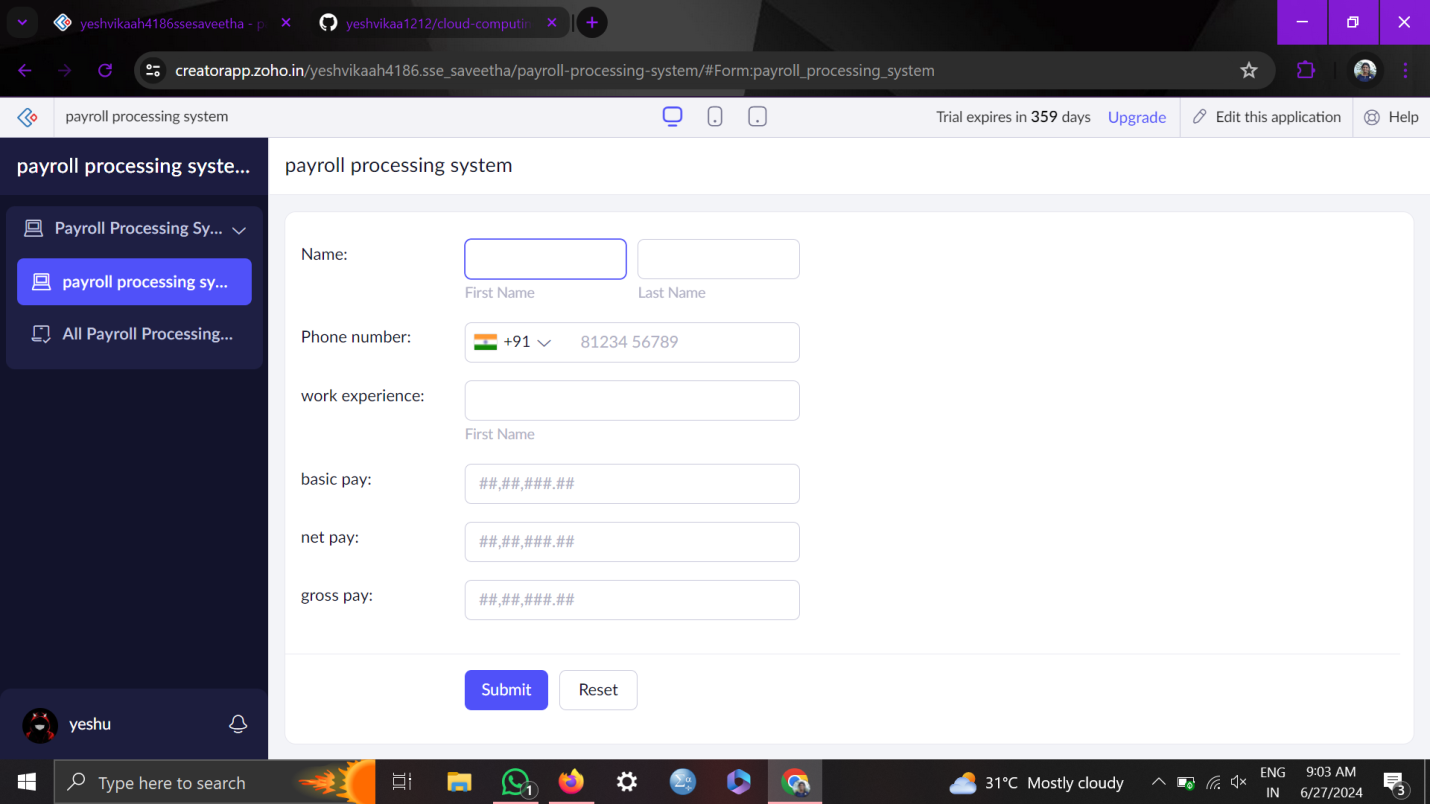 yeshvikaah4186ssesaveetha - p
yeshvikaa1212/cloud-computin
creatorapp.zoho.in/yeshvikaah4186.sse_saveetha/payroll-processing-system/#Form:payroll_processing_system
payroll processing system
Trial expires in 359 days Upgrade Edit this application Help
payroll processing syste...
payroll processing system
Payroll Processing Sy...
payroll processing sy...
All Payroll Processing...
Name:
First Name Last Name
Phone number: +91 81234 56789
work experience:
First Name
basic pay: ##,##,###.##
net pay: ##,##,###.##
gross pay: ##,##,###.##
Submit Reset
yeshu
Type here to search
1
31°C Mostly cloudy
ENG
IN
9:03 AM
6/27/2024
3